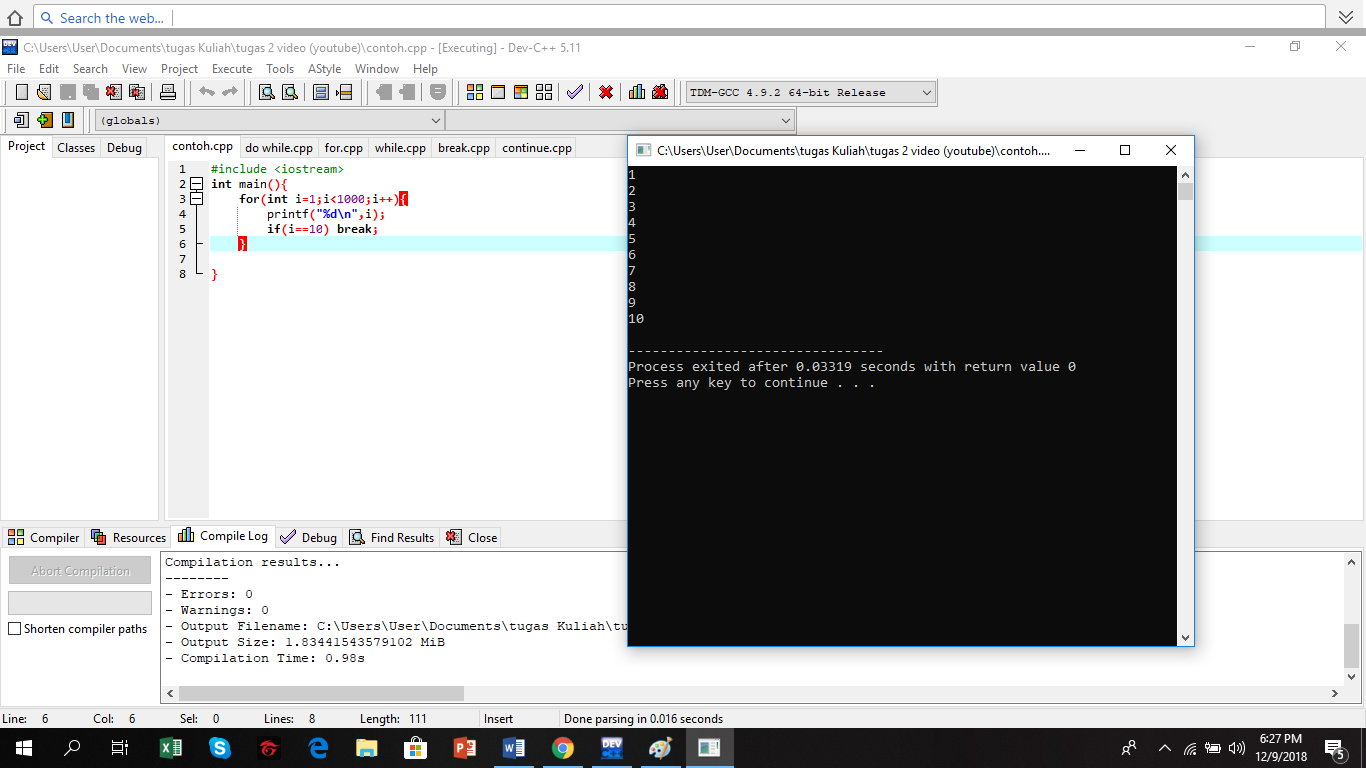 Search the web...
C:\Users\User\Documents\tugas Kuliah\tugas 2 video (youtube)\contoh.cpp - [Executing] - Dev-C++ 5.11
File Edit Search View Project Execute Tools AStyle Window Help
TDM-GCC 4.9.2 64-bit Release
(globals)
Project Classes Debug
contoh.cpp do while.cpp for.cpp while.cpp break.cpp continue.cpp
1 #include <iostream>
2 int main(){
3 for(int i=1;i<1000;i++){
4 printf("%d\n",i);
5 if(i==10) break;
6 }
7
8 }
C:\Users\User\Documents\tugas Kuliah\tugas 2 video (youtube)\contoh....
1
2
3
4
5
6
7
8
9
10
--------------------------------
Process exited after 0.03319 seconds with return value 0
Press any key to continue . . .
Compiler Resources Compile Log Debug Find Results Close
Abort Compilation
Shorten compiler paths
Compilation results...
--------
- Errors: 0
- Warnings: 0
- Output Filename: C:\Users\User\Documents\tugas Kuliah\tu
- Output Size: 1.83441543579102 MiB
- Compilation Time: 0.98s
Line: 6 Col: 6 Sel: 0 Lines: 8 Length: 111 Insert Done parsing in 0.016 seconds
DEV
6:27 PM
12/9/2018
5